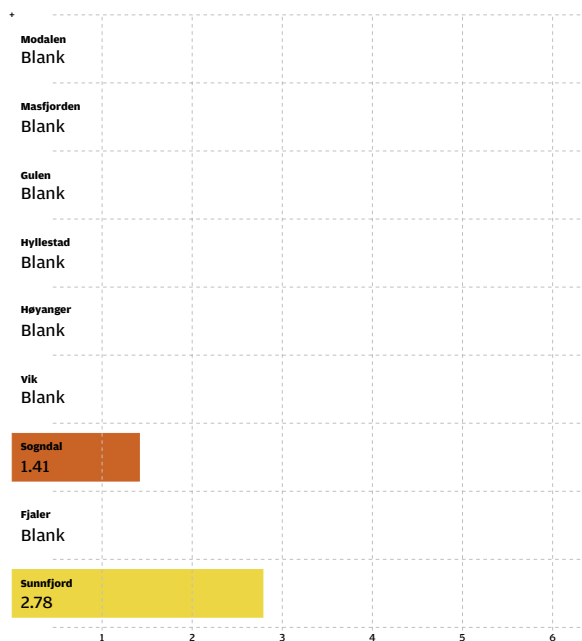 +
Modalen
Blank
Masfjorden
Blank
Gulen
Blank
Hyllestad
Blank
Høyanger
Blank
Vik
Blank
Sogndal
1.41
Fjaler
Blank
Sunnfjord
2.78
1 2 3 4 5 6